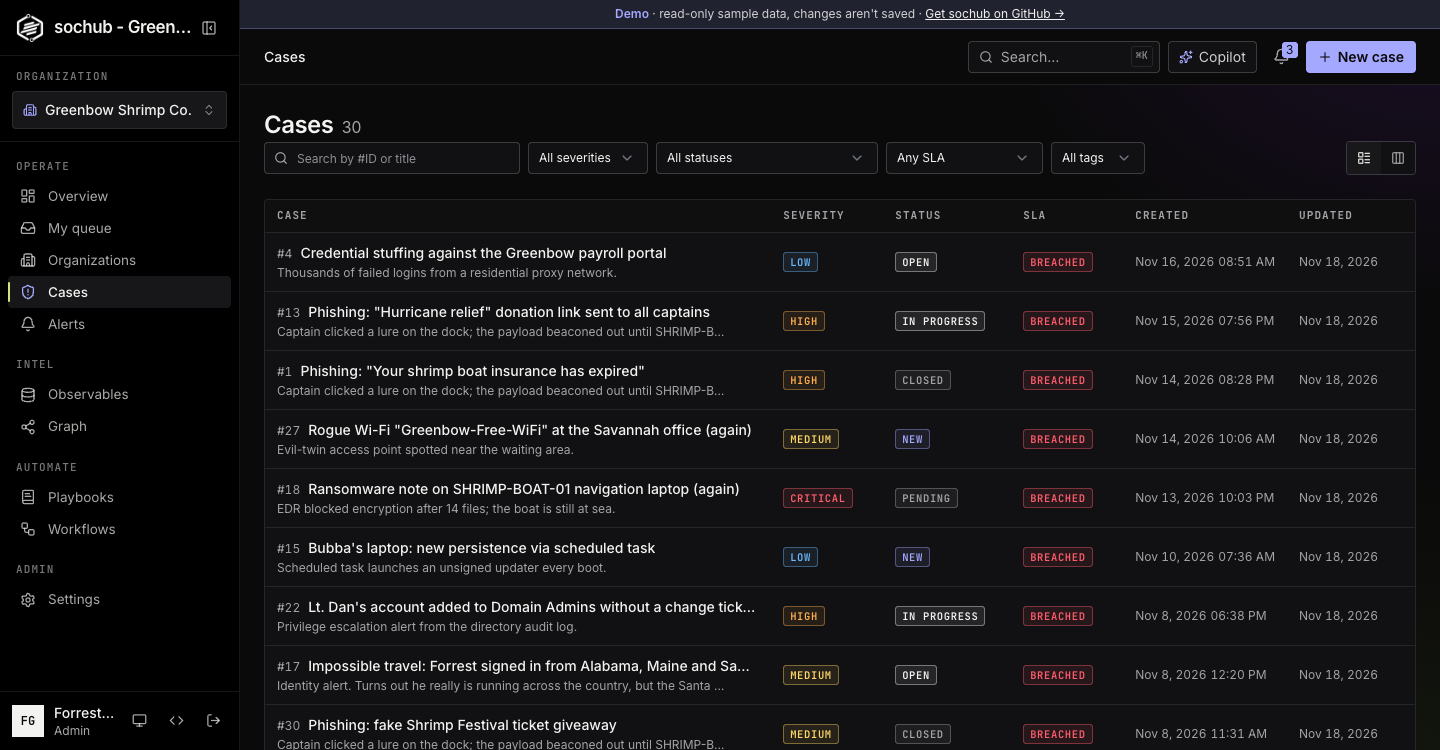 sochub - Green...
ORGANIZATION
Greenbow Shrimp Co.
OPERATE
Overview
My queue
Organizations
Cases
Alerts
INTEL
Observables
Graph
AUTOMATE
Playbooks
Workflows
ADMIN
Settings
FG
Forrest...
Admin
Demo · read-only sample data, changes aren't saved · Get sochub on GitHub →
Cases
Search...
⌘K
Copilot
3
+ New case
Cases 30
Search by #ID or title
All severities
All statuses
Any SLA
All tags
CASE SEVERITY STATUS SLA CREATED UPDATED
#4 Credential stuffing against the Greenbow payroll portal
Thousands of failed logins from a residential proxy network.
LOW OPEN BREACHED Nov 16, 2026 08:51 AM Nov 18, 2026
#13 Phishing: "Hurricane relief" donation link sent to all captains
Captain clicked a lure on the dock; the payload beaconed out until SHRIMP-B...
HIGH IN PROGRESS BREACHED Nov 15, 2026 07:56 PM Nov 18, 2026
#1 Phishing: "Your shrimp boat insurance has expired"
Captain clicked a lure on the dock; the payload beaconed out until SHRIMP-B...
HIGH CLOSED BREACHED Nov 14, 2026 08:28 PM Nov 18, 2026
#27 Rogue Wi-Fi "Greenbow-Free-WiFi" at the Savannah office (again)
Evil-twin access point spotted near the waiting area.
MEDIUM NEW BREACHED Nov 14, 2026 10:06 AM Nov 18, 2026
#18 Ransomware note on SHRIMP-BOAT-01 navigation laptop (again)
EDR blocked encryption after 14 files; the boat is still at sea.
CRITICAL PENDING BREACHED Nov 13, 2026 10:03 PM Nov 18, 2026
#15 Bubba's laptop: new persistence via scheduled task
Scheduled task launches an unsigned updater every boot.
LOW NEW BREACHED Nov 10, 2026 07:36 AM Nov 18, 2026
#22 Lt. Dan's account added to Domain Admins without a change tick...
Privilege escalation alert from the directory audit log.
HIGH IN PROGRESS BREACHED Nov 8, 2026 06:38 PM Nov 18, 2026
#17 Impossible travel: Forrest signed in from Alabama, Maine and Sa...
Identity alert. Turns out he really is running across the country, but the Santa ...
MEDIUM OPEN BREACHED Nov 8, 2026 12:20 PM Nov 18, 2026
#30 Phishing: fake Shrimp Festival ticket giveaway
Captain clicked a lure on the dock; the payload beaconed out until SHRIMP-B...
MEDIUM CLOSED BREACHED Nov 8, 2026 11:31 AM Nov 18, 2026